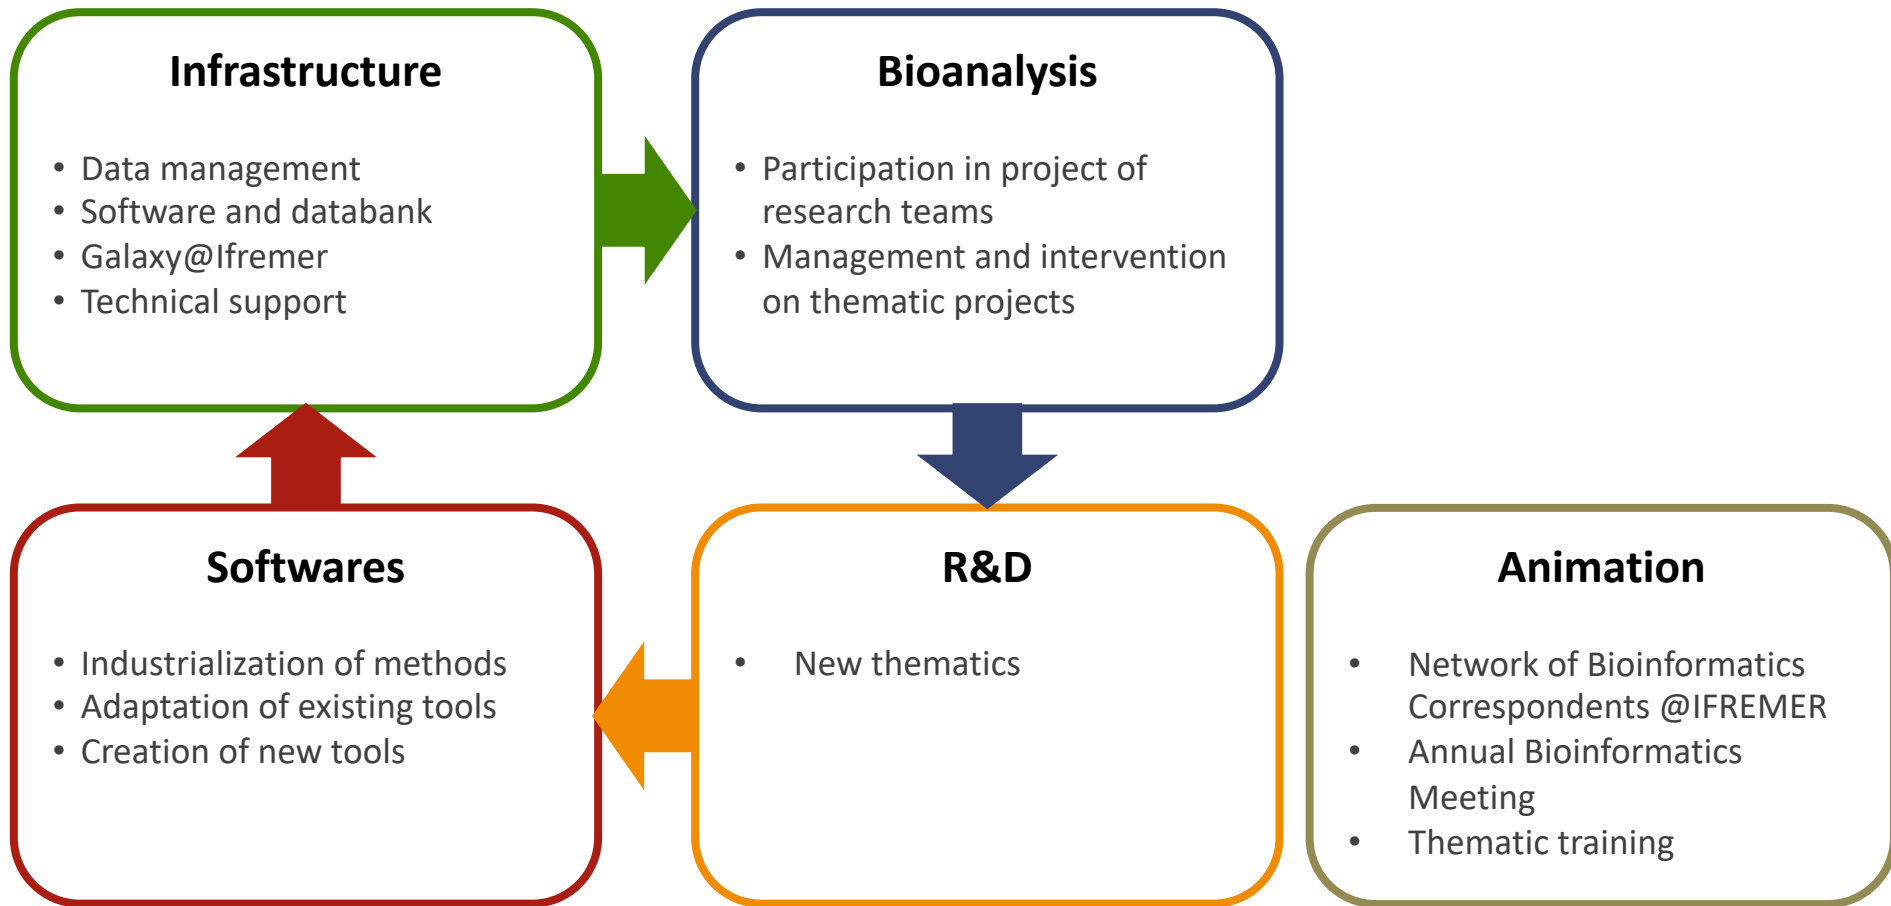 Infrastructure
• Data management
• Software and databank
• Galaxy@Ifremer
• Technical support
Bioanalysis
• Participation in project of
research teams
• Management and intervention
on thematic projects
Softwares
• Industrialization of methods
• Adaptation of existing tools
• Creation of new tools
R&D
• New thematics
Animation
• Network of Bioinformatics
Correspondents @IFREMER
• Annual Bioinformatics
Meeting
• Thematic training